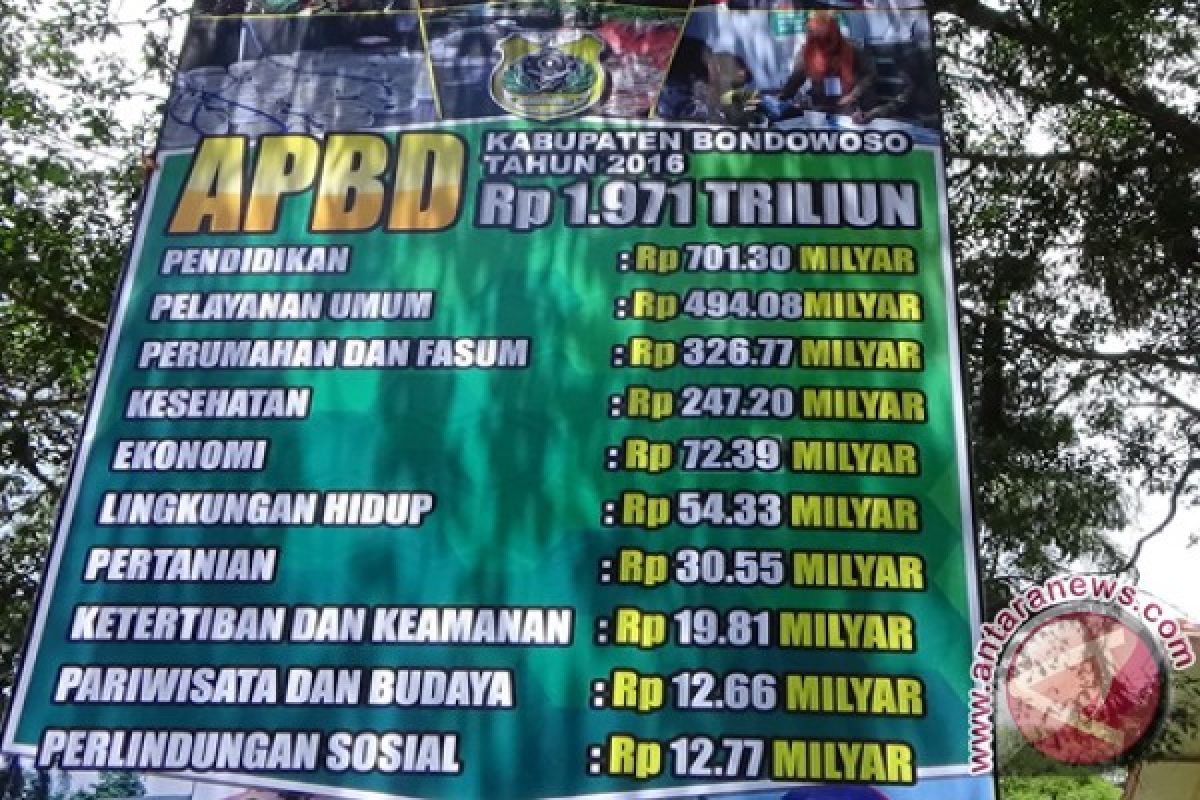 APBD KABUPATEN BONDOWOSO
TAHUN 2016
Rp 1.971 TRILIUN
PENDIDIKAN : Rp 701.30 MILYAR
PELAYANAN UMUM : Rp 494.08 MILYAR
PERUMAHAN DAN FASUM : Rp 326.77 MILYAR
KESEHATAN : Rp 247.20 MILYAR
EKONOMI : Rp 72.39 MILYAR
LINGKUNGAN HIDUP : Rp 54.33 MILYAR
PERTANIAN : Rp 30.55 MILYAR
KETERTIBAN DAN KEAMANAN : Rp 19.81 MILYAR
PARIWISATA DAN BUDAYA : Rp 12.66 MILYAR
PERLINDUNGAN SOSIAL : Rp 12.77 MILYAR
www.antaranews.com